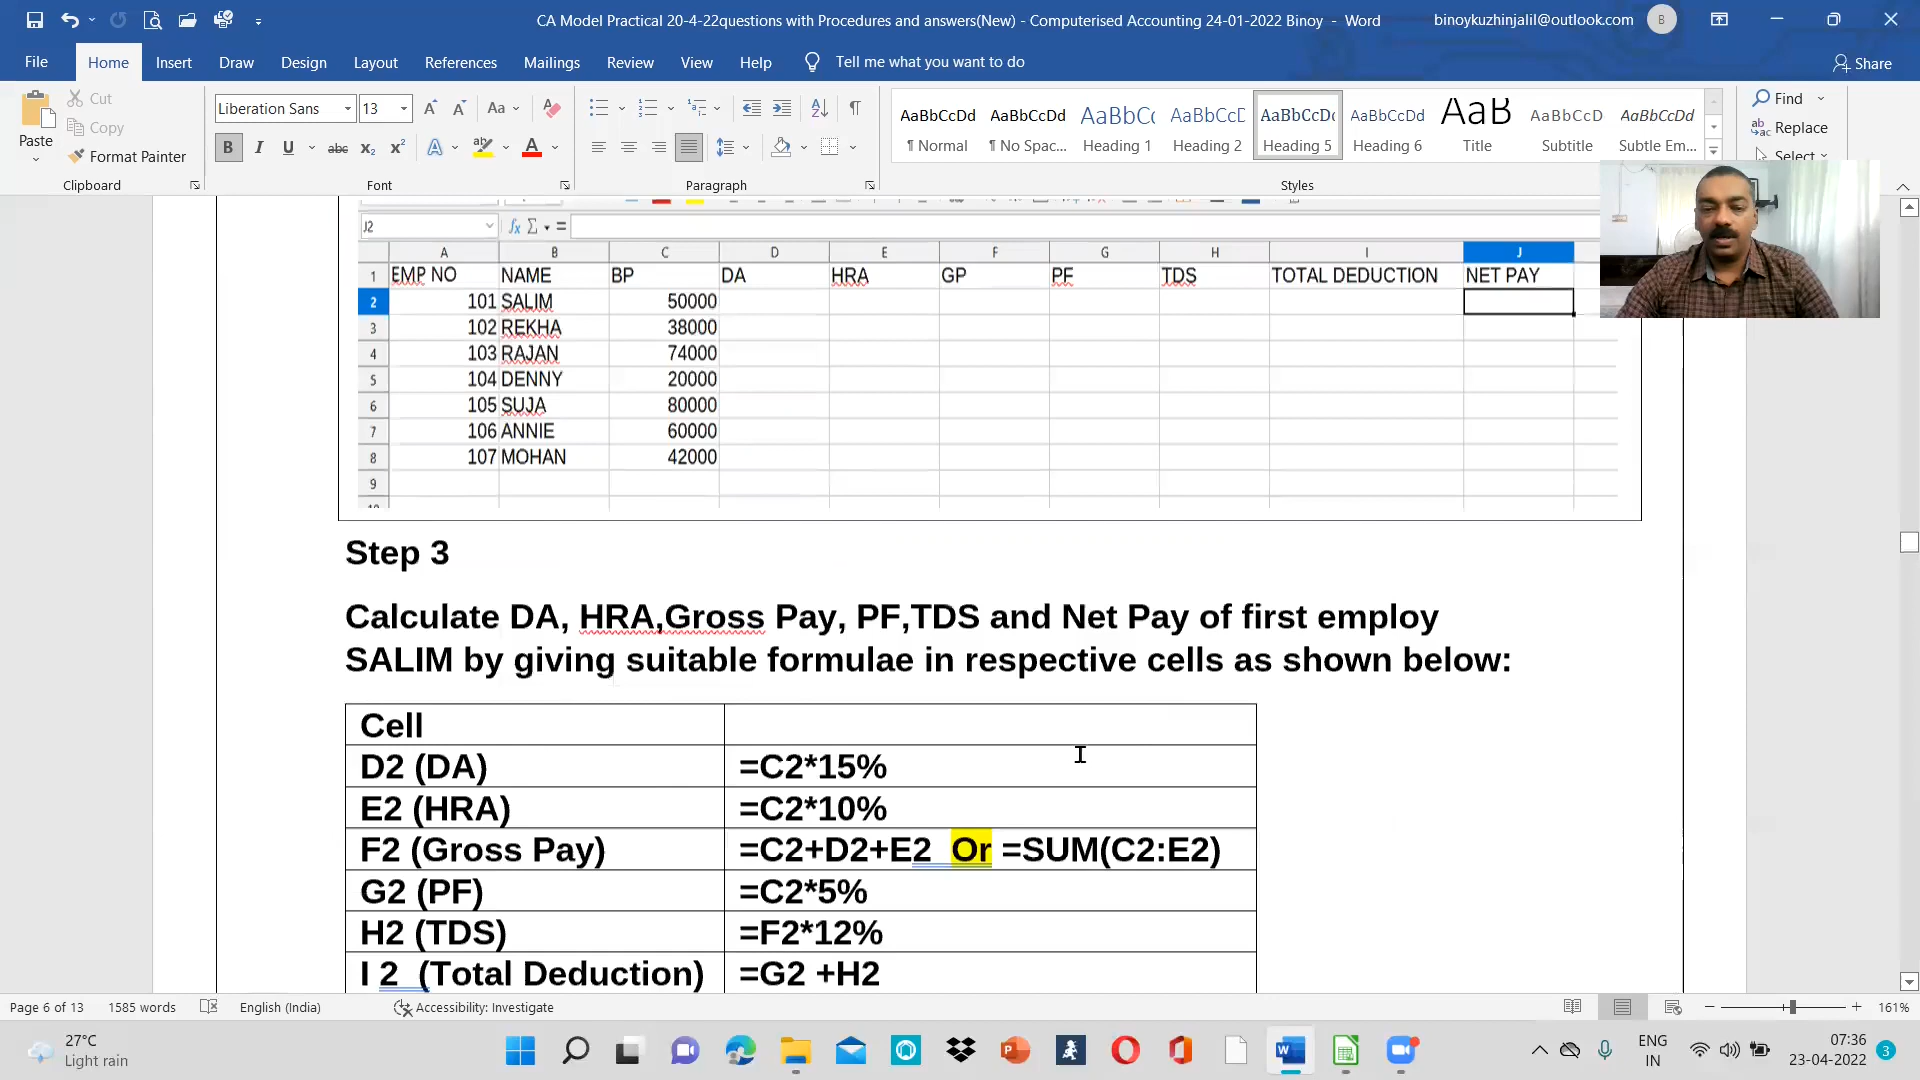 CA Model Practical 20-4-22questions with Procedures and answers(New) - Computerised Accounting 24-01-2022 Binoy - Word
binoykuzhinjalil@outlook.com
B
File
Home
Insert
Draw
Design
Layout
References
Mailings
Review
View
Help
Tell me what you want to do
Share
Paste
Cut
Copy
Format Painter
Clipboard
Liberation Sans
13
Font
Paragraph
AaBbCcDd
¶ Normal
AaBbCcDd
¶ No Spac...
AaBbCc
Heading 1
AaBbCcD
Heading 2
AaBbCcDc
Heading 5
AaBbCcDd
Heading 6
AaB
Title
AaBbCcD
Subtitle
AaBbCcDd
Subtle Em...
Styles
Find
Replace
Select
J2
A B C D E F G H I J
1 EMP NO NAME BP DA HRA GP PF TDS TOTAL DEDUCTION NET PAY
2 101 SALIM 50000
3 102 REKHA 38000
4 103 RAJAN 74000
5 104 DENNY 20000
6 105 SUJA 80000
7 106 ANNIE 60000
8 107 MOHAN 42000
9
Step 3
Calculate DA, HRA,Gross Pay, PF,TDS and Net Pay of first employ
SALIM by giving suitable formulae in respective cells as shown below:
Cell
D2 (DA) =C2*15%
E2 (HRA) =C2*10%
F2 (Gross Pay) =C2+D2+E2 Or =SUM(C2:E2)
G2 (PF) =C2*5%
H2 (TDS) =F2*12%
I 2 (Total Deduction) =G2 +H2
Page 6 of 13
1585 words
English (India)
Accessibility: Investigate
161%
27°C
Light rain
ENG
IN
07:36
23-04-2022
3